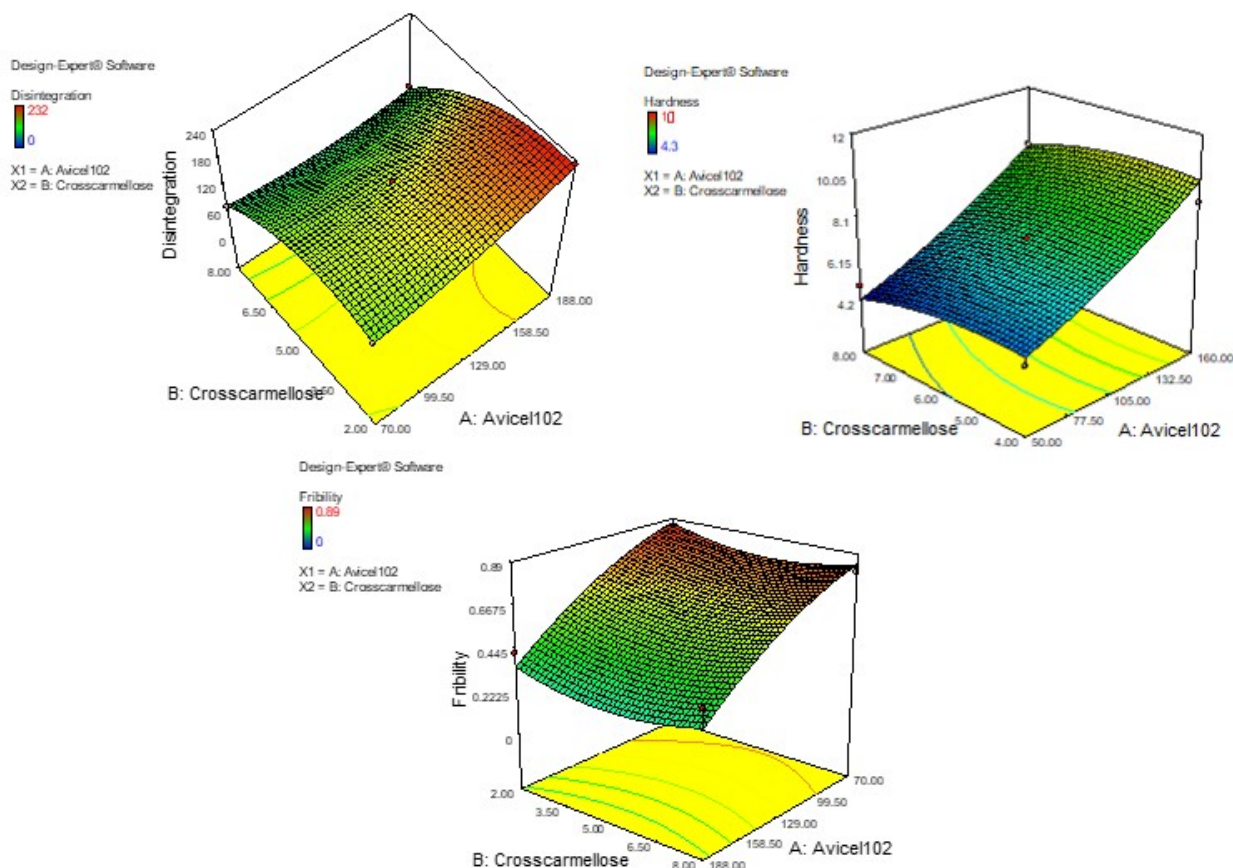 Design-Expert® Software
Disintegration
232
0
X1 = A: Avicel102
X2 = B: Crosscarmellose
240
180
120
60
0
Disintegration
8.00
6.50
5.00
2.00
70.00
99.50
129.00
158.50
188.00
B: Crosscarmellose
A: Avicel102
Design-Expert® Software
Hardness
10
4.3
X1 = A: Avicel102
X2 = B: Crosscarmellose
12
10.05
8.1
6.15
4.2
Hardness
8.00
7.00
6.00
5.00
4.00
50.00
77.50
105.00
132.50
160.00
B: Crosscarmellose
A: Avicel102
Design-Expert® Software
Fribility
0.89
0
X1 = A: Avicel102
X2 = B: Crosscarmellose
0.89
0.6675
0.445
0.2225
0
Fribility
2.00
3.50
5.00
6.50
8.00
188.00
158.50
129.00
99.50
70.00
B: Crosscarmellose
A: Avicel102